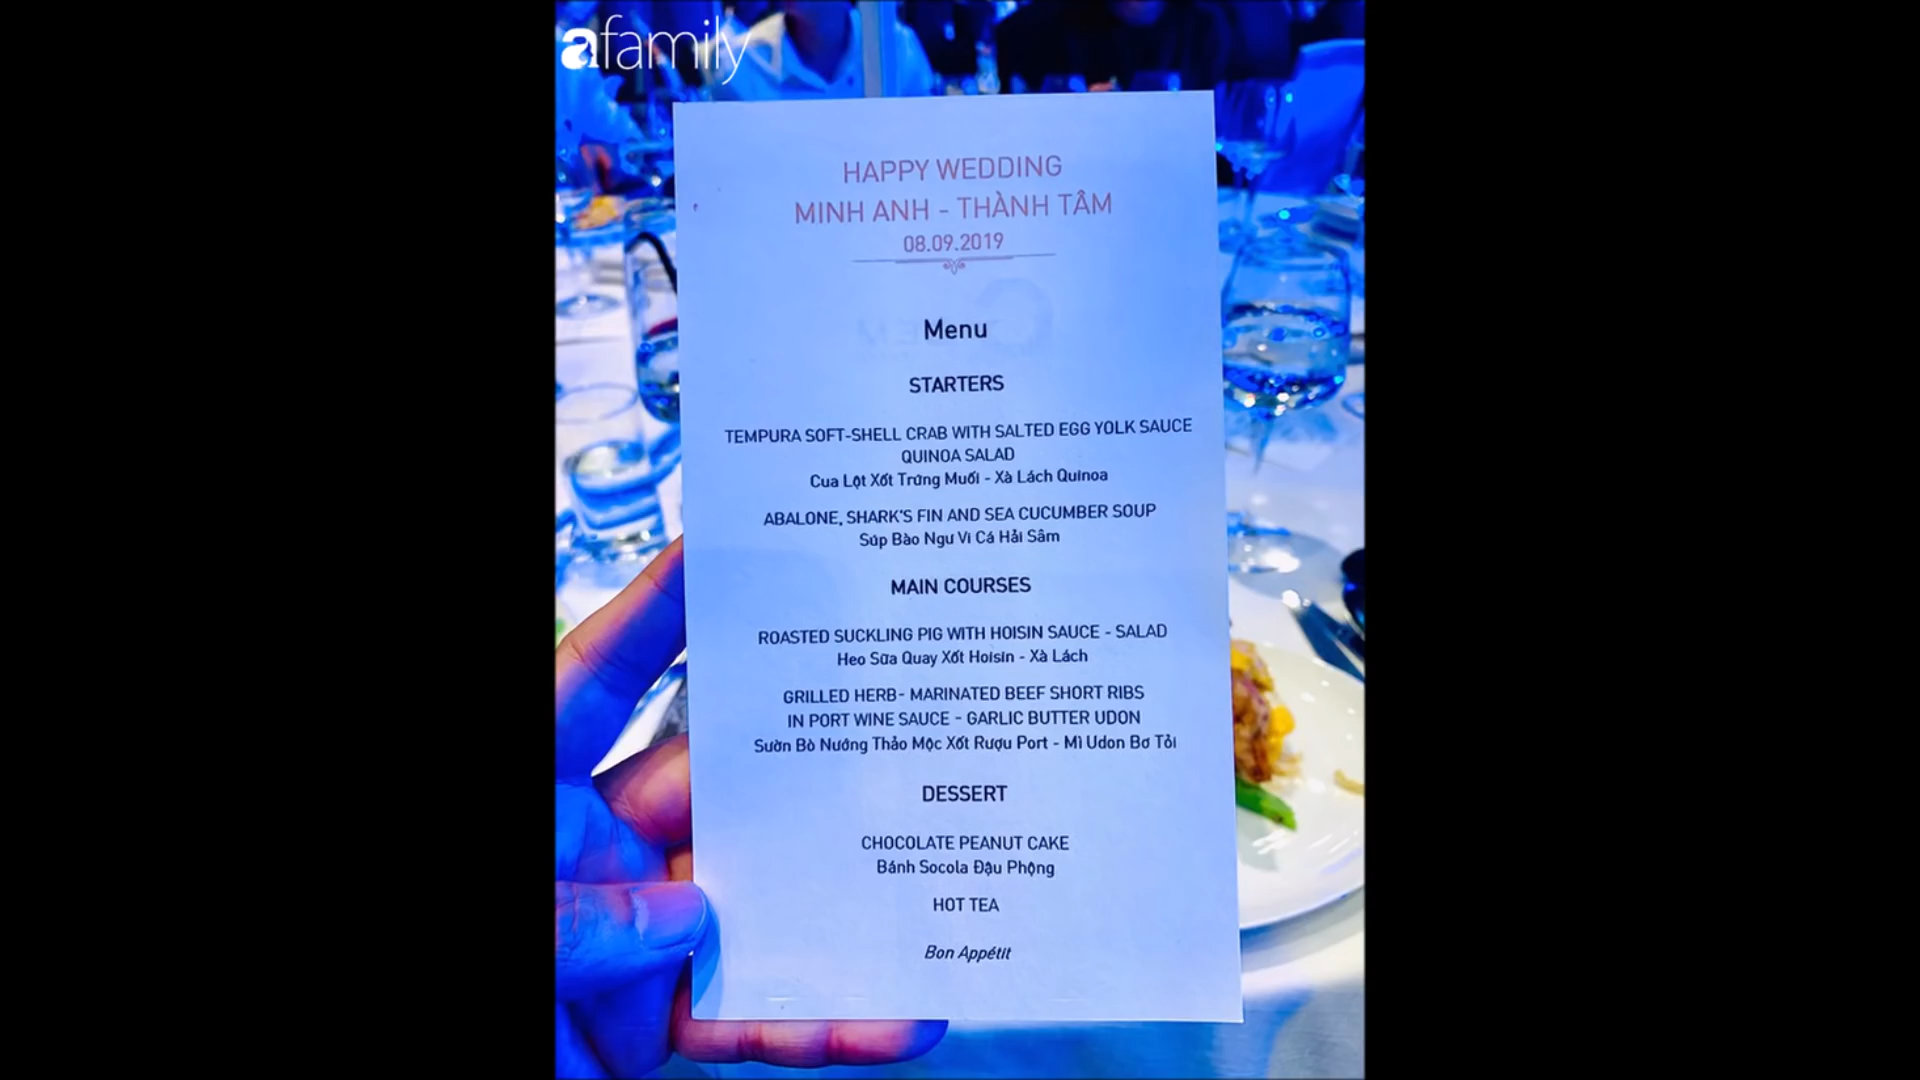 afamily
HAPPY WEDDING
MINH ANH - THÀNH TÂM
08.09.2019
Menu
STARTERS
TEMPURA SOFT-SHELL CRAB WITH SALTED EGG YOLK SAUCE
QUINOA SALAD
Cua Lột Xốt Trứng Muối - Xà Lách Quinoa
ABALONE, SHARK'S FIN AND SEA CUCUMBER SOUP
Súp Bào Ngư Vi Cá Hải Sâm
MAIN COURSES
ROASTED SUCKLING PIG WITH HOISIN SAUCE - SALAD
Heo Sữa Quay Xốt Hoisin - Xà Lách
GRILLED HERB- MARINATED BEEF SHORT RIBS
IN PORT WINE SAUCE - GARLIC BUTTER UDON
Sườn Bò Nướng Thảo Mộc Xốt Rượu Port - Mì Udon Bơ Tỏi
DESSERT
CHOCOLATE PEANUT CAKE
Bánh Socola Đậu Phộng
HOT TEA
Bon Appétit